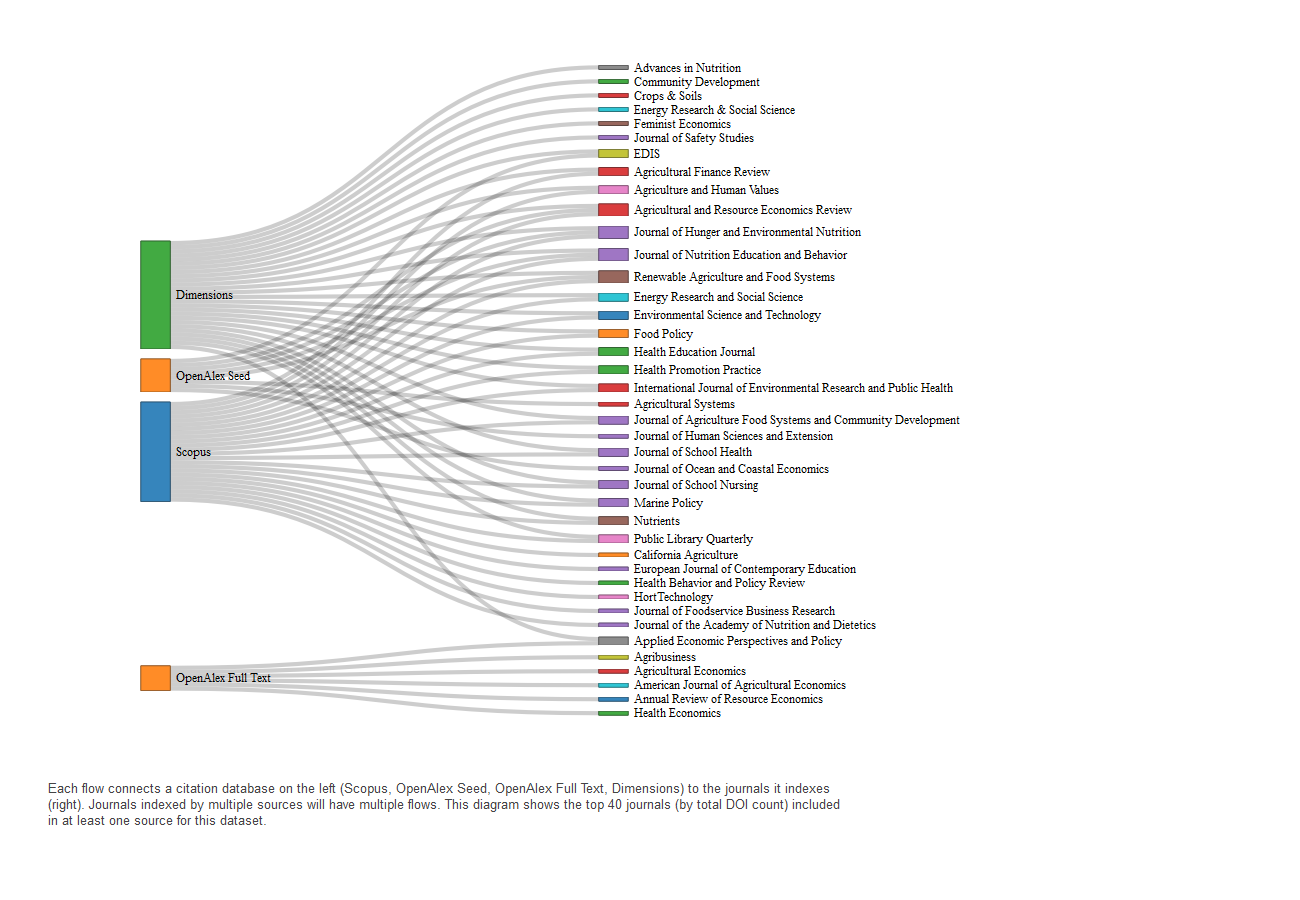 Advances in Nutrition
Community Development
Crops & Soils
Energy Research & Social Science
Feminist Economics
Journal of Safety Studies
EDIS
Agricultural Finance Review
Agriculture and Human Values
Agricultural and Resource Economics Review
Journal of Hunger and Environmental Nutrition
Journal of Nutrition Education and Behavior
Renewable Agriculture and Food Systems
Dimensions
Energy Research and Social Science
Environmental Science and Technology
Food Policy
Health Education Journal
Health Promotion Practice
OpenAlex Seed
International Journal of Environmental Research and Public Health
Agricultural Systems
Journal of Agriculture Food Systems and Community Development
Journal of Human Sciences and Extension
Scopus
Journal of School Health
Journal of Ocean and Coastal Economics
Journal of School Nursing
Marine Policy
Nutrients
Public Library Quarterly
California Agriculture
European Journal of Contemporary Education
Health Behavior and Policy Review
HortTechnology
Journal of Foodservice Business Research
Journal of the Academy of Nutrition and Dietetics
Applied Economic Perspectives and Policy
Agribusiness
Agricultural Economics
OpenAlex Full Text
American Journal of Agricultural Economics
Annual Review of Resource Economics
Health Economics
Each flow connects a citation database on the left (Scopus, OpenAlex Seed, OpenAlex Full Text, Dimensions) to the journals it indexes
(right). Journals indexed by multiple sources will have multiple flows. This diagram shows the top 40 journals (by total DOI count) included
in at least one source for this dataset.